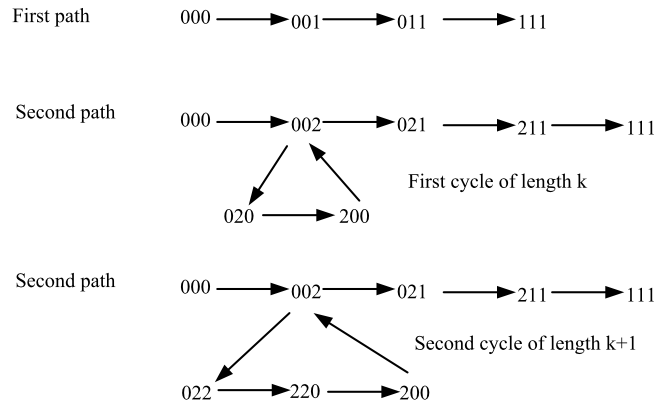 First path 000 001 011 111
Second path 000 002 021 211 111
First cycle of length k
020 200
Second path 000 002 021 211 111
Second cycle of length k+1
022 220 200